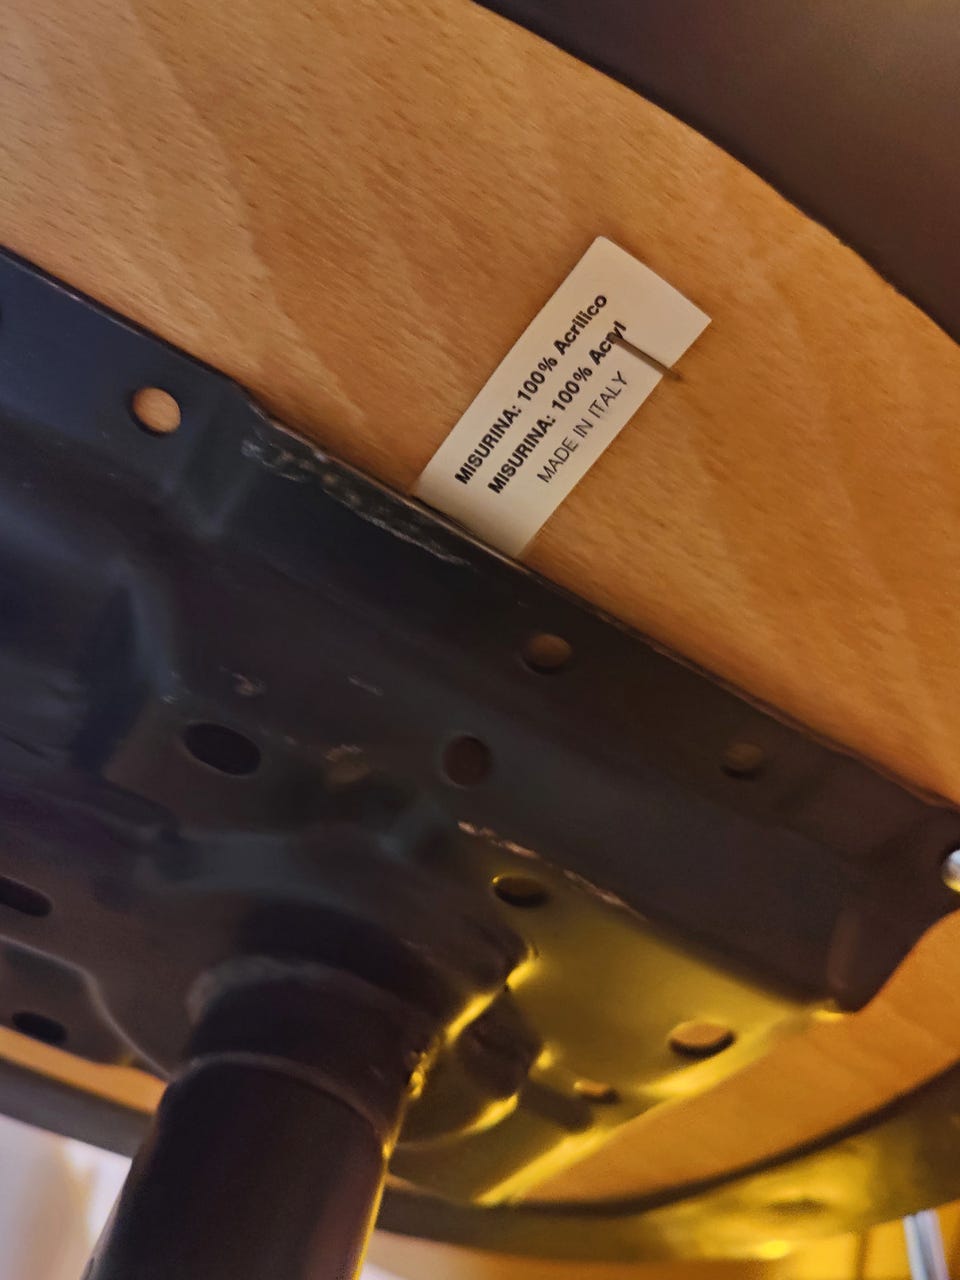 MISURINA: 100% Acrilico
MISURINA: 100% Acryl
MADE IN ITALY